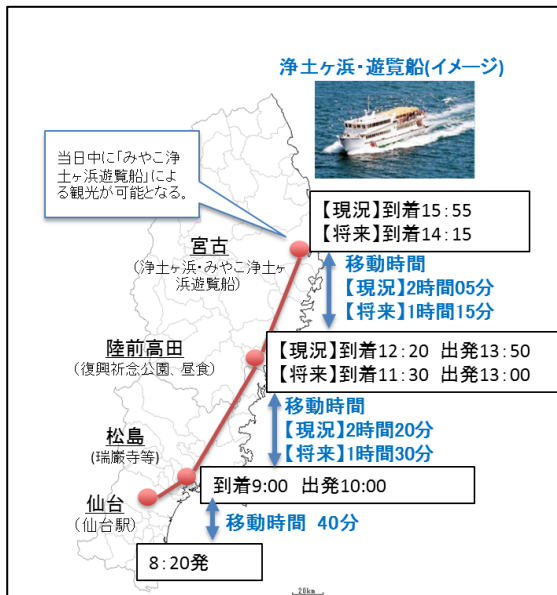 浄土ヶ浜・遊覧船(イメージ)
当日中に「みやこ浄
土ヶ浜遊覧船」によ
る観光が可能となる。
【現況】到着15:55
【将来】到着14:15
宮古
(浄土ヶ浜・みやこ浄土ヶ
浜遊覧船)
移動時間
【現況】2時間05分
【将来】1時間15分
陸前高田
(復興祈念公園、昼食)
【現況】到着12:20 出発13:50
【将来】到着11:30 出発13:00
移動時間
【現況】2時間20分
【将来】1時間30分
松島
(瑞巌寺等)
到着9:00 出発10:00
仙台
(仙台駅)
移動時間 40分
8:20発
20km